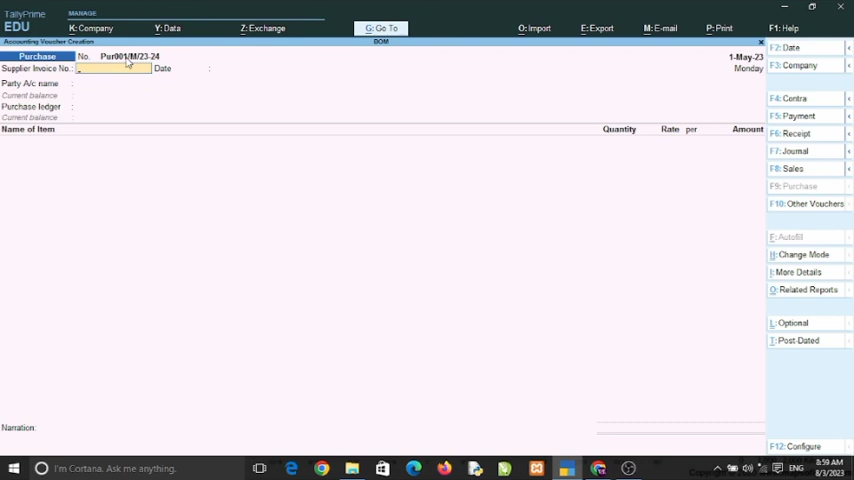 TallyPrime MANAGE
EDU K: Company Y: Data Z: Exchange G: Go To O: Import E: Export M: E-mail P: Print F1: Help
Accounting Voucher Creation BOM x
Purchase No. Pur001/M/23-24 1-May-23
Supplier Invoice No.: Date : Monday
Party A/c name :
Current balance :
Purchase ledger :
Current balance :
Name of Item Quantity Rate per Amount
F2: Date
F3: Company
F4: Contra
F5: Payment
F6: Receipt
F7: Journal
F8: Sales
F9: Purchase
F10: Other Vouchers
F: Autofill
H: Change Mode
I: More Details
O: Related Reports
L: Optional
T: Post-Dated
Narration:
F12: Configure
I'm Cortana. Ask me anything. ENG 8:59 AM
8/3/2023